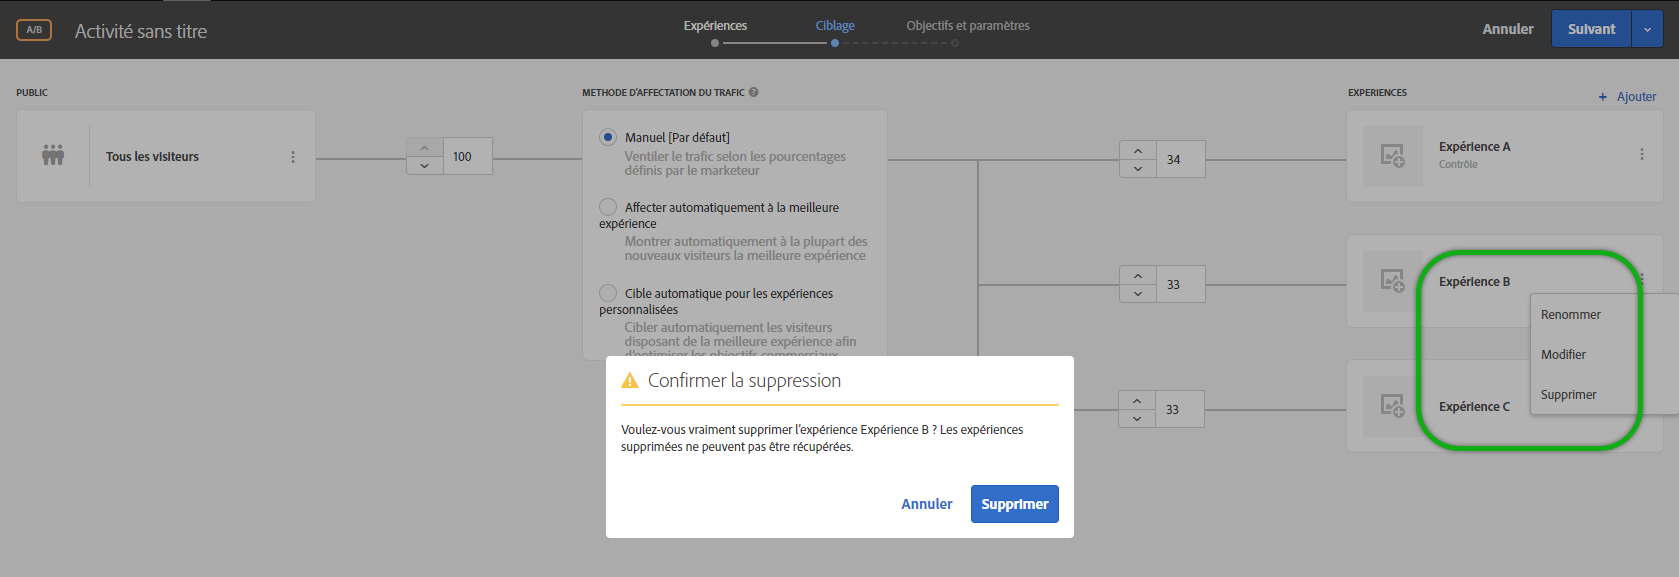 A/B
Activité sans titre
Expériences
Ciblage
Objectifs et paramètres
Annuler
Suivant
PUBLIC
METHODE D'AFFECTATION DU TRAFIC ?
EXPERIENCES
+ Ajouter
Tous les visiteurs
100
Manuel [Par défaut]
Ventiler le trafic selon les pourcentages
définis par le marketeur
Affecter automatiquement à la meilleure
expérience
Montrer automatiquement à la plupart des
nouveaux visiteurs la meilleure expérience
Cible automatique pour les expériences
personnalisées
Cibler automatiquement les visiteurs
disposant de la meilleure expérience afin
d'optimiser les objectifs commerciaux
34
Expérience A
Contrôle
33
Expérience B
Renommer
Modifier
Supprimer
33
Expérience C
Confirmer la suppression
Voulez-vous vraiment supprimer l'expérience Expérience B ? Les expériences
supprimées ne peuvent pas être récupérées.
Annuler
Supprimer